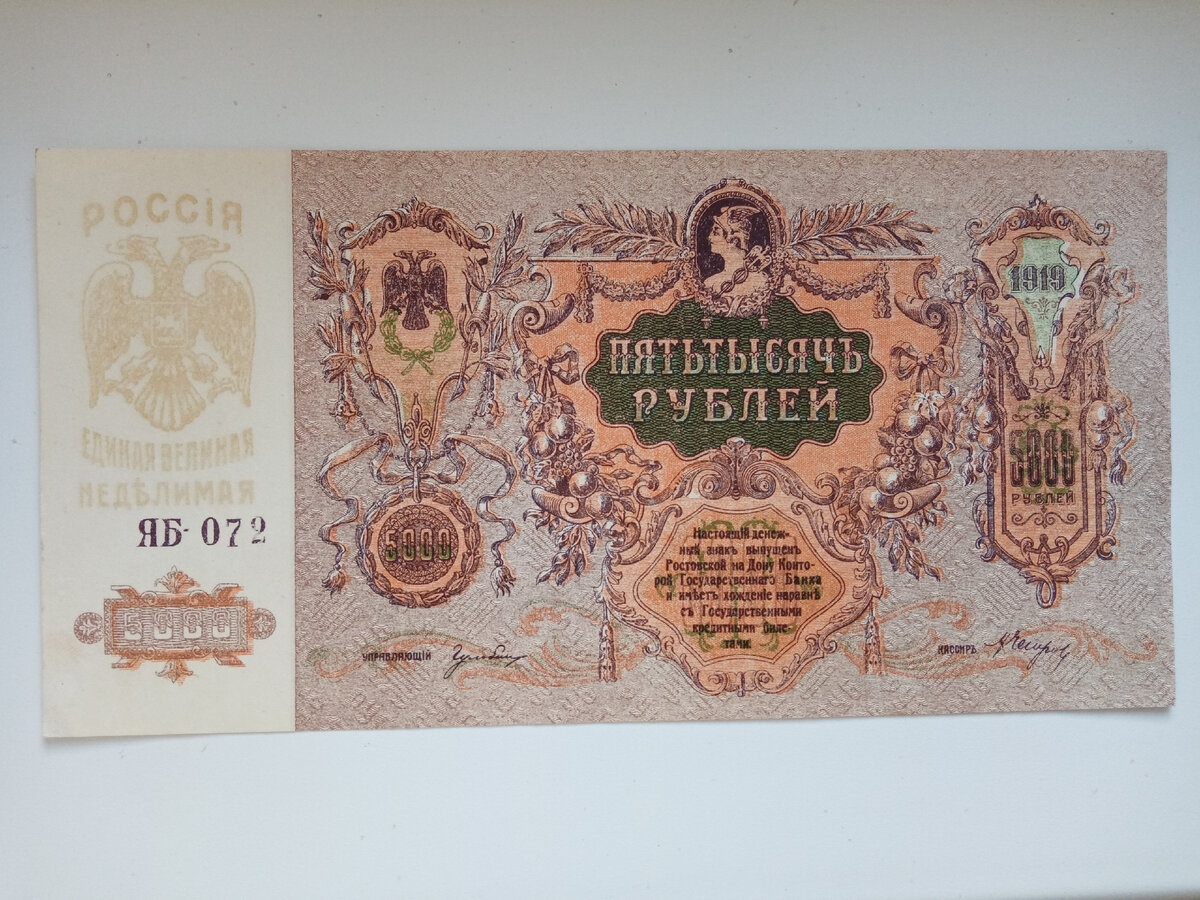 РОССІЯ
ЕДИНАЯ ВЕЛИКАЯ
НЕДѢЛИМАЯ
ЯБ-072
5000
5000
ПЯТЬТЫСЯЧЪ
РУБЛЕЙ
Настоящій денеж-
ный знакъ выпущенъ
Ростовской на Дону Конто-
рой Государственнаго Банка
и имѣетъ хожденіе наравнѣ
съ Государственными
кредитными биле-
тами.
1919
5000
РУБЛЕЙ
УПРАВЛЯЮЩІЙ
КАССИРЪ